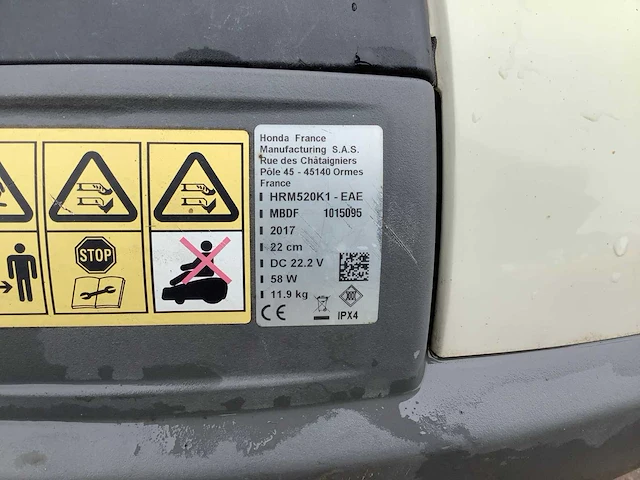 Honda France
Manufacturing S.A.S.
Rue des Châtaigniers
Pôle 45 - 45140 Ormes
France
HRM520K1 - EAE
MBDF 1015095
2017
22 cm
DC 22.2 V
58 W
11.9 kg
CE
IPX4
STOP